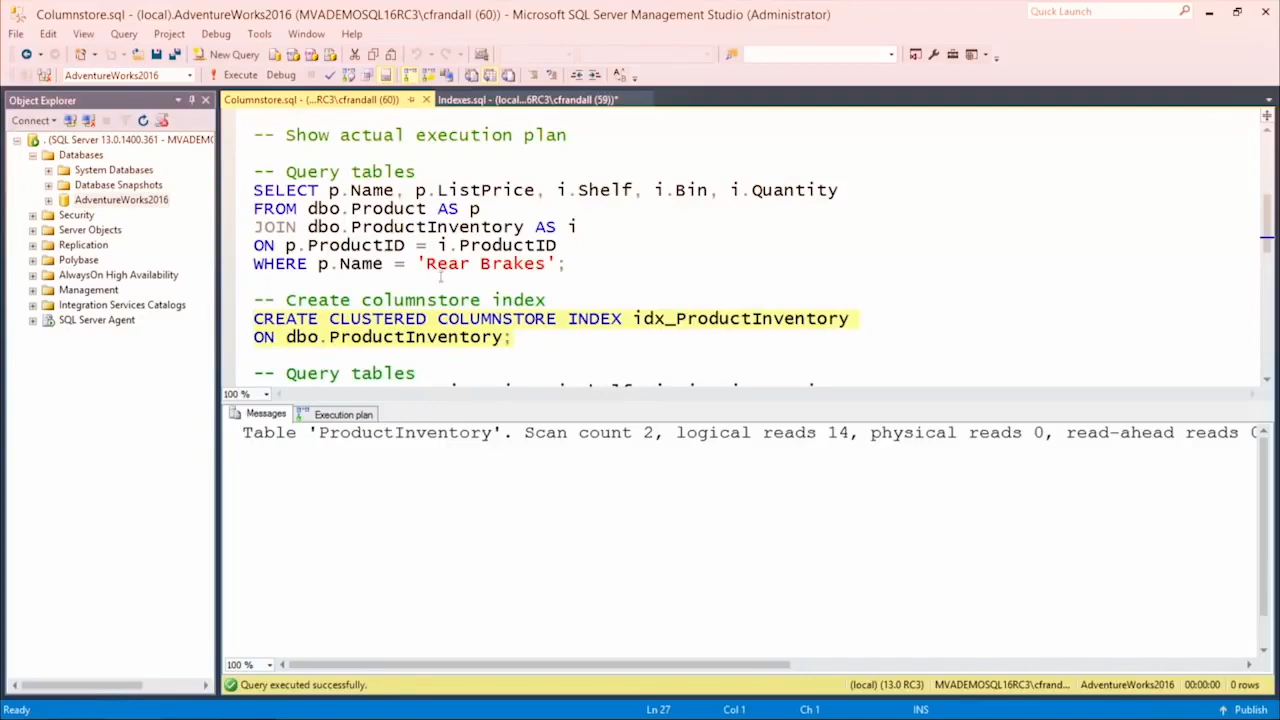 Columnstore.sql - (local).AdventureWorks2016 (MVADEMOSQL16RC3\cfrandall (60)) - Microsoft SQL Server Management Studio (Administrator)
Quick Launch
File Edit View Query Project Debug Tools Window Help
New Query
AdventureWorks2016 Execute Debug
Object Explorer
Columnstore.sql - (...RC3\cfrandall (60)) Indexes.sql - (local...6RC3\cfrandall (59))*
Connect
. (SQL Server 13.0.1400.361 - MVADEMO
Databases
System Databases
Database Snapshots
AdventureWorks2016
Security
Server Objects
Replication
Polybase
AlwaysOn High Availability
Management
Integration Services Catalogs
SQL Server Agent
-- Show actual execution plan
-- Query tables
SELECT p.Name, p.ListPrice, i.Shelf, i.Bin, i.Quantity
FROM dbo.Product AS p
JOIN dbo.ProductInventory AS i
ON p.ProductID = i.ProductID
WHERE p.Name = 'Rear Brakes';
-- Create columnstore index
CREATE CLUSTERED COLUMNSTORE INDEX idx_ProductInventory
ON dbo.ProductInventory;
-- Query tables
100 %
Messages Execution plan
Table 'ProductInventory'. Scan count 2, logical reads 14, physical reads 0, read-ahead reads 0
100 %
Query executed successfully. (local) (13.0 RC3) MVADEMOSQL16RC3\cfrand... AdventureWorks2016 00:00:00 0 rows
Ready Ln 27 Col 1 Ch 1 INS Publish